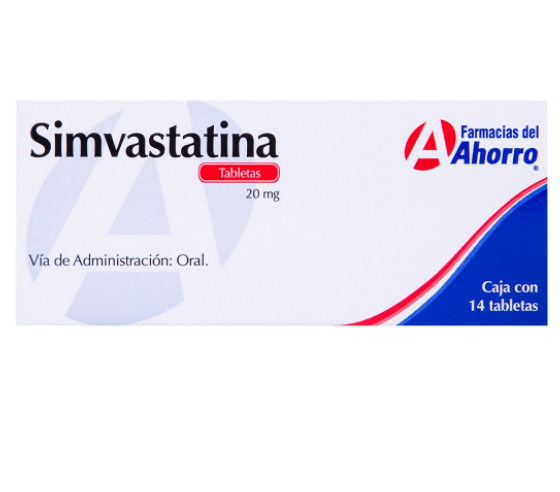 Simvastatina
Tabletas
20 mg
Vía de Administración: Oral.
Farmacias del
Ahorro®
Caja con
14 tabletas